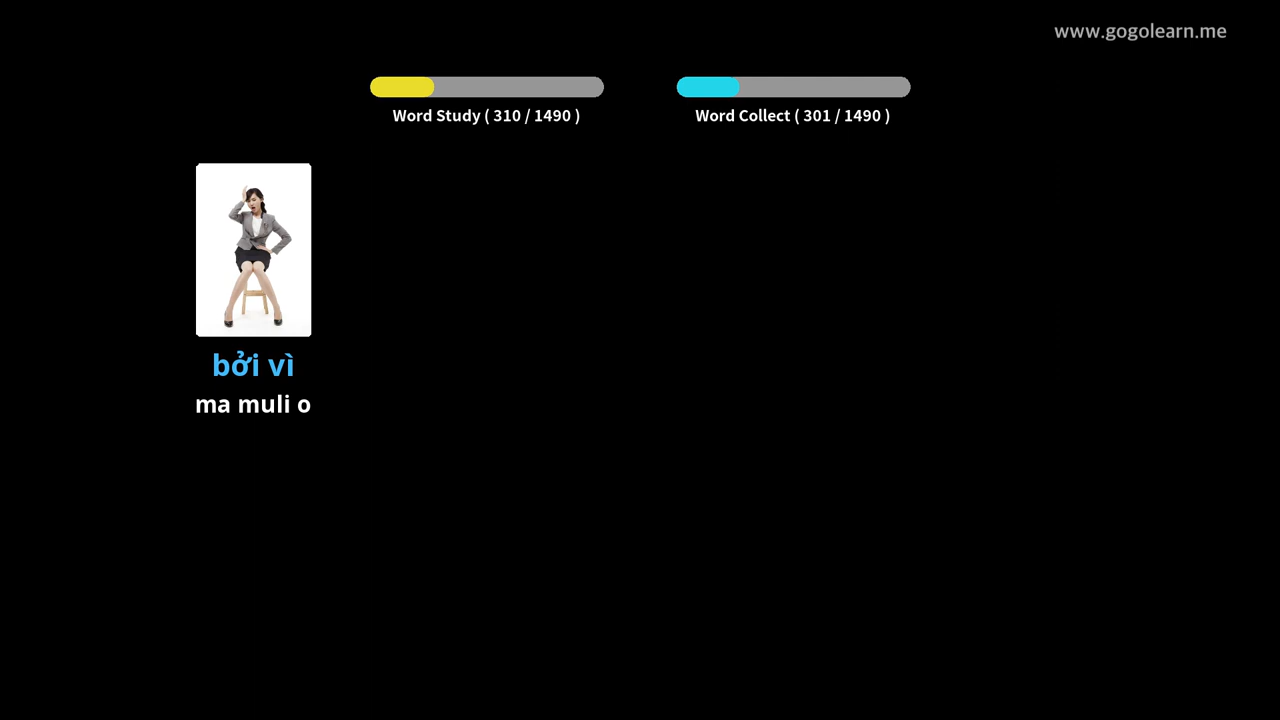 www.gogolearn.me
Word Study ( 310 / 1490 )
Word Collect ( 301 / 1490 )
bởi vì
ma muli o